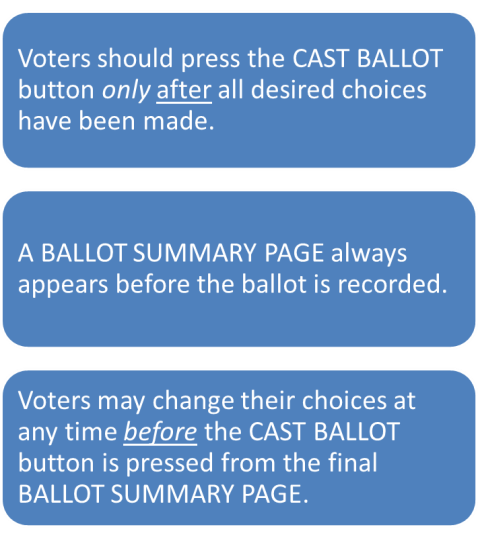 Voters should press the CAST BALLOT
button only after all desired choices
have been made.
A BALLOT SUMMARY PAGE always
appears before the ballot is recorded.
Voters may change their choices at
any time before the CAST BALLOT
button is pressed from the final
BALLOT SUMMARY PAGE.